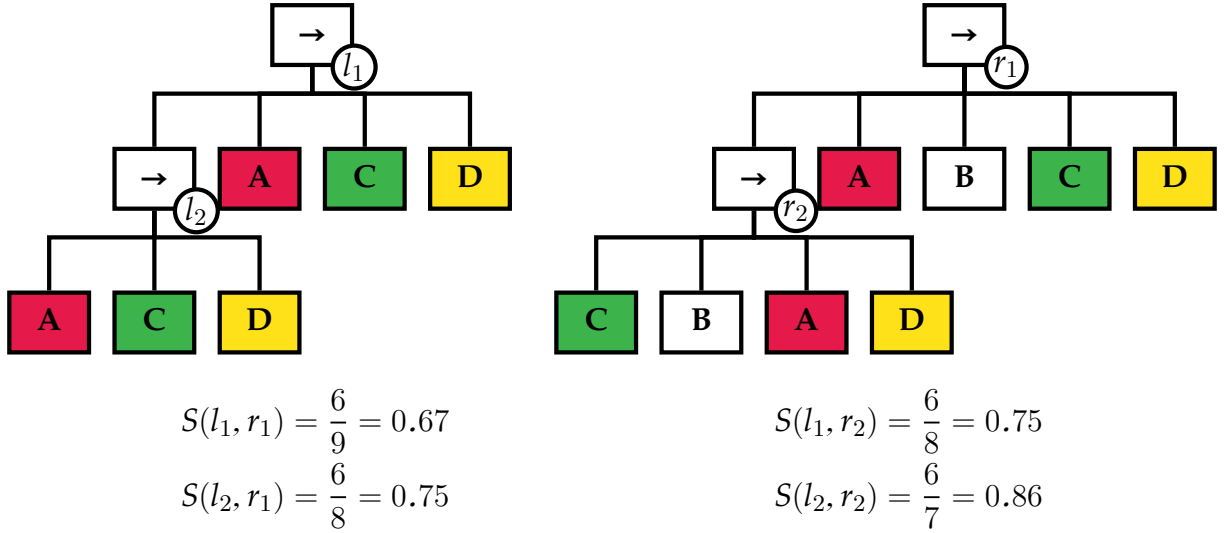 → →
l₁ r₁
→ A C D → A B C D
l₂ r₂
A C D C B A D
S(l₁, r₁) = 6/9 = 0.67 S(l₁, r₂) = 6/8 = 0.75
S(l₂, r₁) = 6/8 = 0.75 S(l₂, r₂) = 6/7 = 0.86